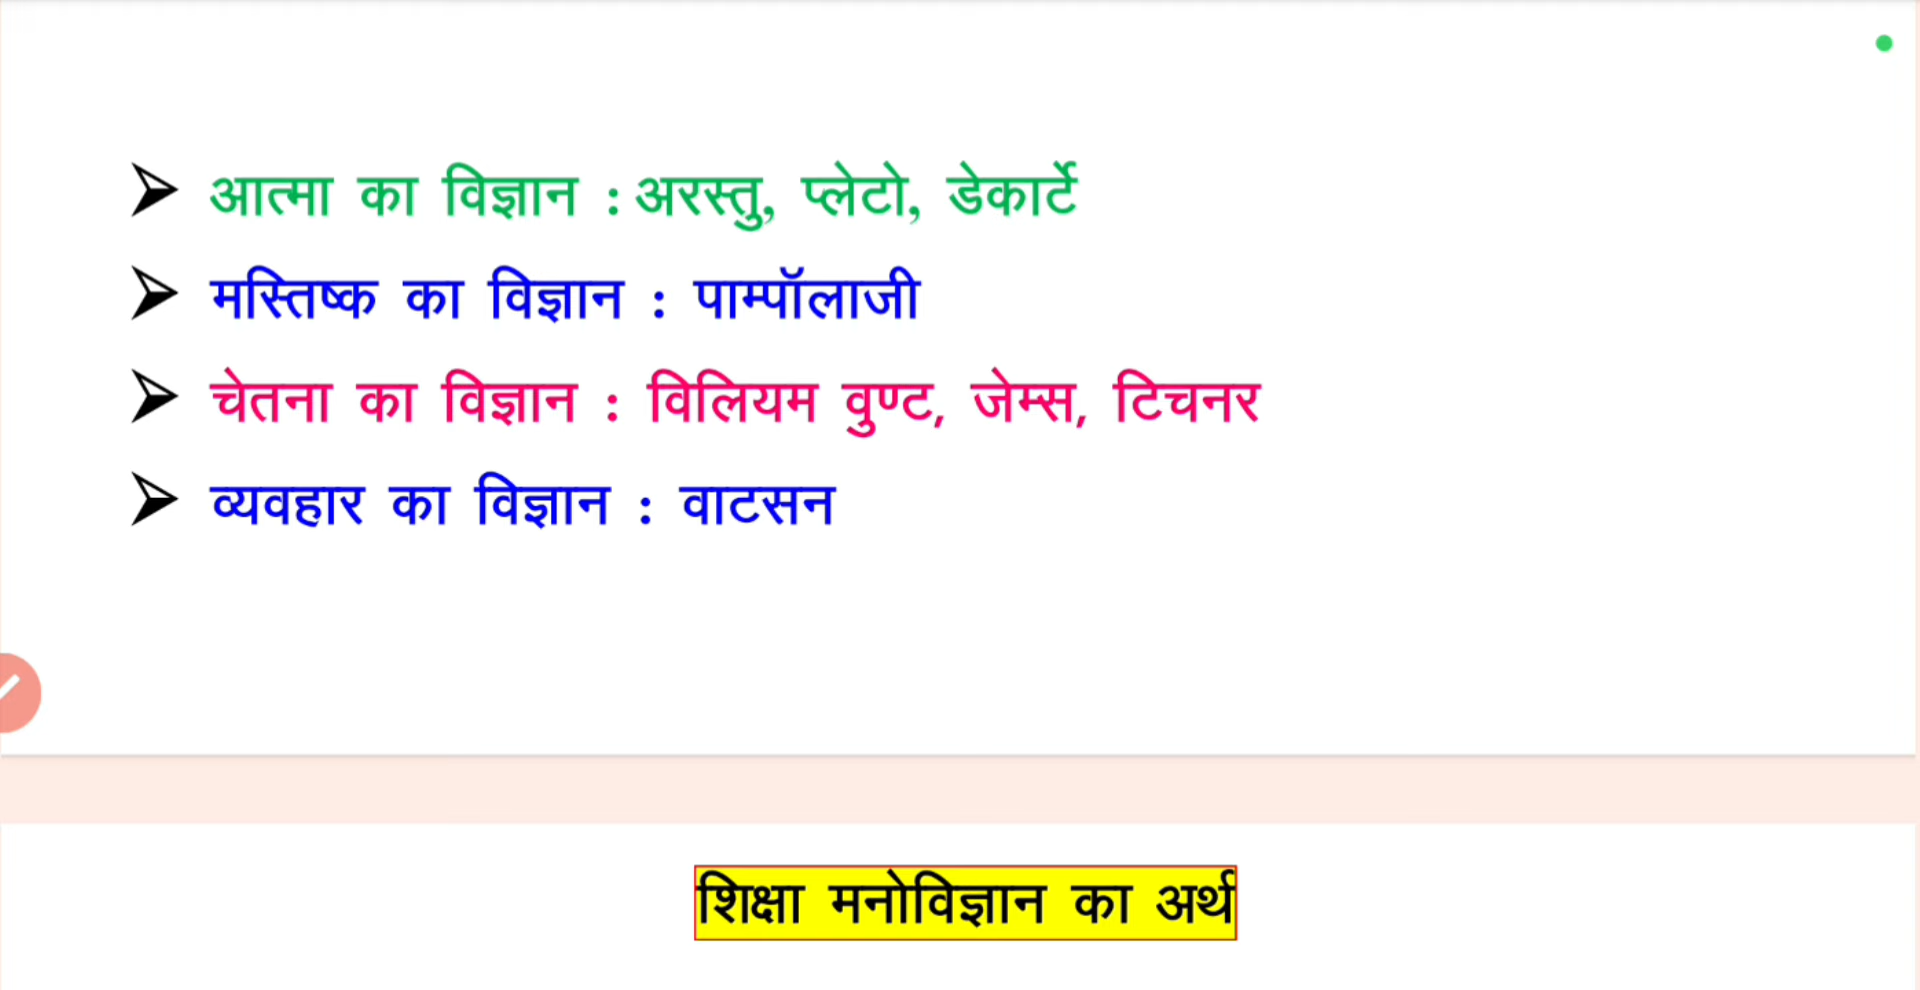 आत्मा का विज्ञान : अरस्तु, प्लेटो, डेकार्टे
मस्तिष्क का विज्ञान : पाम्पॉलाजी
चेतना का विज्ञान : विलियम वुण्ट, जेम्स, टिचनर
व्यवहार का विज्ञान : वाटसन
शिक्षा मनोविज्ञान का अर्थ